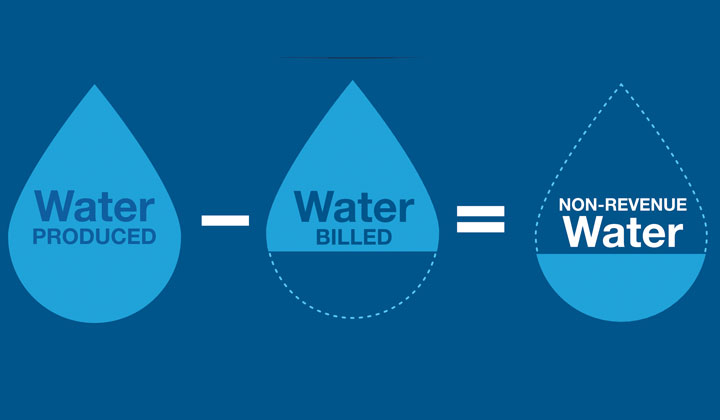 Water
PRODUCED
Water
BILLED
NON-REVENUE
Water